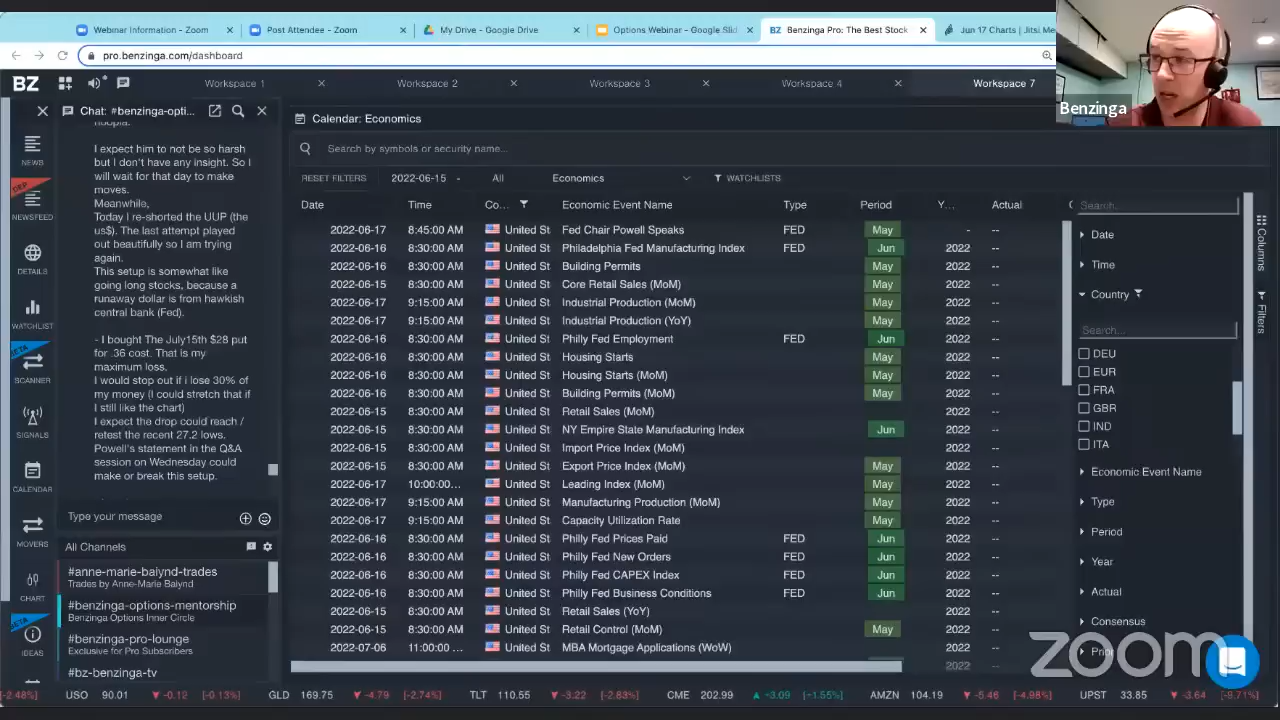 Webinar Information - Zoom
Post Attendee - Zoom
My Drive - Google Drive
Options Webinar - Google Slid
BZ Benzinga Pro: The Best Stock
Jun 17 Charts | Jitsi Me
pro.benzinga.com/dashboard
Benzinga
BZ
Workspace 1
Workspace 2
Workspace 3
Workspace 4
Workspace 7
NEWS
NEWSFEED
DETAILS
WATCHLIST
BETA
SCANNER
SIGNALS
CALENDAR
MOVERS
CHART
BETA
IDEAS
Chat: #benzinga-opti...
hoopla.
I expect him to not be so harsh
but I don't have any insight. So I
will wait for that day to make
moves.
Meanwhile,
Today I re-shorted the UUP (the
us$). The last attempt played
out beautifully so I am trying
again.
This setup is somewhat like
going long stocks, because a
runaway dollar is from hawkish
central bank (Fed).
- I bought The July15th $28 put
for .36 cost. That is my
maximum loss.
I would stop out if i lose 30% of
my money (I could stretch that if
I still like the chart)
I expect the drop could reach /
retest the recent 27.2 lows.
Powell's statement in the Q&A
session on Wednesday could
make or break this setup.
Type your message
All Channels
#anne-marie-baiynd-trades
Trades by Anne-Marie Baiynd
#benzinga-options-mentorship
Benzinga Options Inner Circle
#benzinga-pro-lounge
Exclusive for Pro Subscribers
#bz-benzinga-tv
Calendar: Economics
Search by symbols or security name...
RESET FILTERS 2022-06-15 - All Economics WATCHLISTS
Date Time Co... Economic Event Name Type Period Y... Actual
2022-06-17 8:45:00 AM United St Fed Chair Powell Speaks FED May - --
2022-06-16 8:30:00 AM United St Philadelphia Fed Manufacturing Index FED Jun 2022 --
2022-06-16 8:30:00 AM United St Building Permits May 2022 --
2022-06-15 8:30:00 AM United St Core Retail Sales (MoM) May 2022 --
2022-06-17 9:15:00 AM United St Industrial Production (MoM) May 2022 --
2022-06-17 9:15:00 AM United St Industrial Production (YoY) May 2022 --
2022-06-16 8:30:00 AM United St Philly Fed Employment FED Jun 2022 --
2022-06-16 8:30:00 AM United St Housing Starts May 2022 --
2022-06-16 8:30:00 AM United St Housing Starts (MoM) May 2022 --
2022-06-16 8:30:00 AM United St Building Permits (MoM) May 2022 --
2022-06-15 8:30:00 AM United St Retail Sales (MoM) 2022 --
2022-06-15 8:30:00 AM United St NY Empire State Manufacturing Index Jun 2022 --
2022-06-15 8:30:00 AM United St Import Price Index (MoM) 2022 --
2022-06-15 8:30:00 AM United St Export Price Index (MoM) May 2022 --
2022-06-17 10:00:00... United St Leading Index (MoM) May 2022 --
2022-06-17 9:15:00 AM United St Manufacturing Production (MoM) May 2022 --
2022-06-17 9:15:00 AM United St Capacity Utilization Rate May 2022 --
2022-06-16 8:30:00 AM United St Philly Fed Prices Paid FED Jun 2022 --
2022-06-16 8:30:00 AM United St Philly Fed New Orders FED Jun 2022 --
2022-06-16 8:30:00 AM United St Philly Fed CAPEX Index FED Jun 2022 --
2022-06-16 8:30:00 AM United St Philly Fed Business Conditions FED Jun 2022 --
2022-06-15 8:30:00 AM United St Retail Sales (YoY) 2022 --
2022-06-15 8:30:00 AM United St Retail Control (MoM) May 2022 --
2022-07-06 11:00:00 ... United St MBA Mortgage Applications (WoW) 2022 --
2022 --
Search...
Date
Time
Country
Search...
DEU
EUR
FRA
GBR
IND
ITA
Economic Event Name
Type
Period
Year
Actual
Consensus
Columns
Filters
zoom
-2.48%] USO 90.01 ▼ -0.12 [-0.13%] GLD 169.75 ▼ -4.79 [-2.74%] TLT 110.55 ▼ -3.22 [-2.83%] CME 202.99 ▲ -3.09 [-1.55%] AMZN 104.19 ▼ -5.46 [-4.98%] UPST 33.85 ▼ -3.64 [-9.71%]